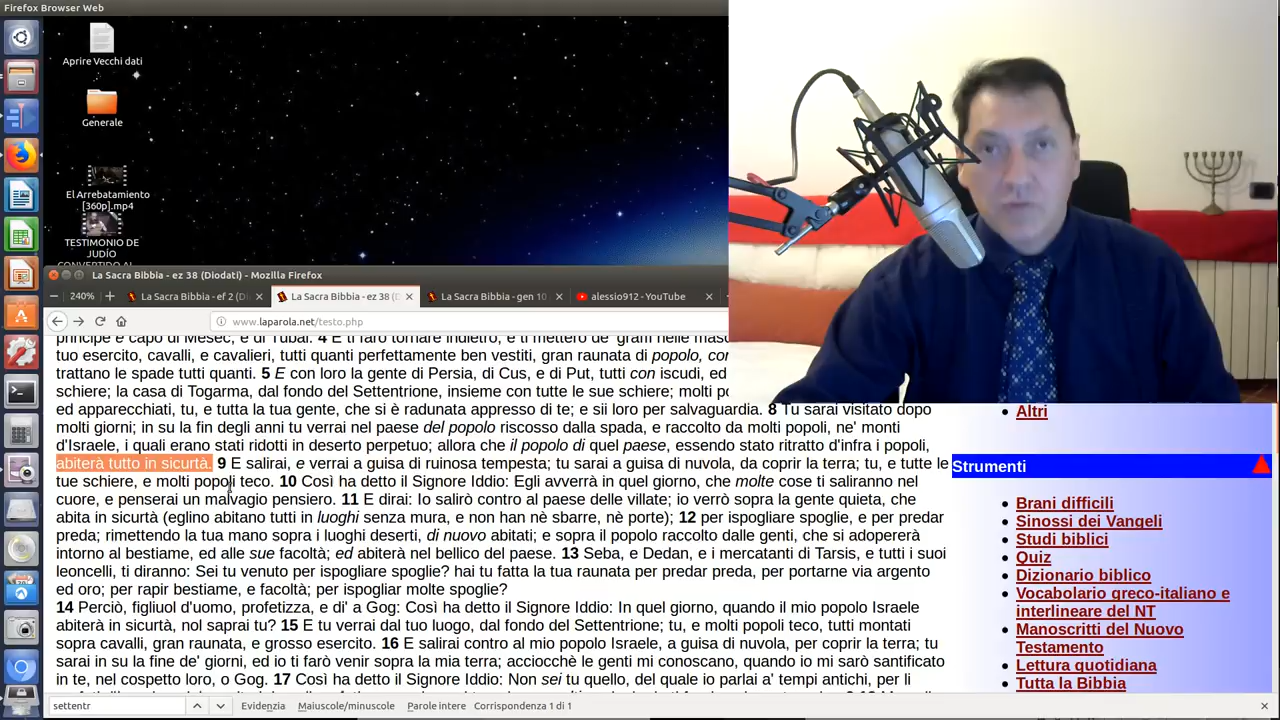 Firefox Browser Web
Aprire Vecchi dati
Generale
El Arrebatamiento
[360p].mp4
TESTIMONIO DE
JUDÍO
La Sacra Bibbia - ez 38 (Diodati) - Mozilla Firefox
240%
La Sacra Bibbia - ef 2 (Di
La Sacra Bibbia - ez 38 (D
La Sacra Bibbia - gen 10
alessio912 - YouTube
www.laparola.net/testo.php
principe e capo di Mesec, e di Tubal. 4 E ti farò tornare indietro, e ti metterò de' graffi nelle masc
tuo esercito, cavalli, e cavalieri, tutti quanti perfettamente ben vestiti, gran raunata di popolo, con
trattano le spade tutti quanti. 5 E con loro la gente di Persia, di Cus, e di Put, tutti con iscudi, ed
schiere; la casa di Togarma, dal fondo del Settentrione, insieme con tutte le sue schiere; molti po
ed apparecchiati, tu, e tutta la tua gente, che si è radunata appresso di te; e sii loro per salvaguardia. 8 Tu sarai visitato dopo
molti giorni; in su la fin degli anni tu verrai nel paese del popolo riscosso dalla spada, e raccolto da molti popoli, ne' monti
d'Israele, i quali erano stati ridotti in deserto perpetuo; allora che il popolo di quel paese, essendo stato ritratto d'infra i popoli,
abiterà tutto in sicurtà. 9 E salirai, e verrai a guisa di ruinosa tempesta; tu sarai a guisa di nuvola, da coprir la terra; tu, e tutte le
tue schiere, e molti popoli teco. 10 Così ha detto il Signore Iddio: Egli avverrà in quel giorno, che molte cose ti saliranno nel
cuore, e penserai un malvagio pensiero. 11 E dirai: Io salirò contro al paese delle villate; io verrò sopra la gente quieta, che
abita in sicurtà (eglino abitano tutti in luoghi senza mura, e non han nè sbarre, nè porte); 12 per ispogliare spoglie, e per predar
preda; rimettendo la tua mano sopra i luoghi deserti, di nuovo abitati; e sopra il popolo raccolto dalle genti, che si adopererà
intorno al bestiame, ed alle sue facoltà; ed abiterà nel bellico del paese. 13 Seba, e Dedan, e i mercatanti di Tarsis, e tutti i suoi
leoncelli, ti diranno: Sei tu venuto per ispigliare spoglie? hai tu fatta la tua raunata per predar preda, per portarne via argento
ed oro; per rapir bestiame, e facoltà; per ispogliar molte spoglie?
14 Perciò, figliuol d'uomo, profetizza, e di' a Gog: Così ha detto il Signore Iddio: In quel giorno, quando il mio popolo Israele
abiterà in sicurtà, nol saprai tu? 15 E tu verrai dal tuo luogo, dal fondo del Settentrione; tu, e molti popoli teco, tutti montati
sopra cavalli, gran raunata, e grosso esercito. 16 E salirai contro al mio popolo Israele, a guisa di nuvola, per coprir la terra; tu
sarai in su la fine de' giorni, ed io ti farò venir sopra la mia terra; acciocchè le genti mi conoscano, quando io mi sarò santificato
in te, nel cospetto loro, o Gog. 17 Così ha detto il Signore Iddio: Non sei tu quello, del quale io parlai a' tempi antichi, per li
Altri
Strumenti
Brani difficili
Sinossi dei Vangeli
Studi biblici
Quiz
Dizionario biblico
Vocabolario greco-italiano e
interlineare del NT
Manoscritti del Nuovo
Testamento
Lettura quotidiana
Tutta la Bibbia
settentr
Evidenzia
Maiuscole/minuscole
Parole intere
Corrispondenza 1 di 1